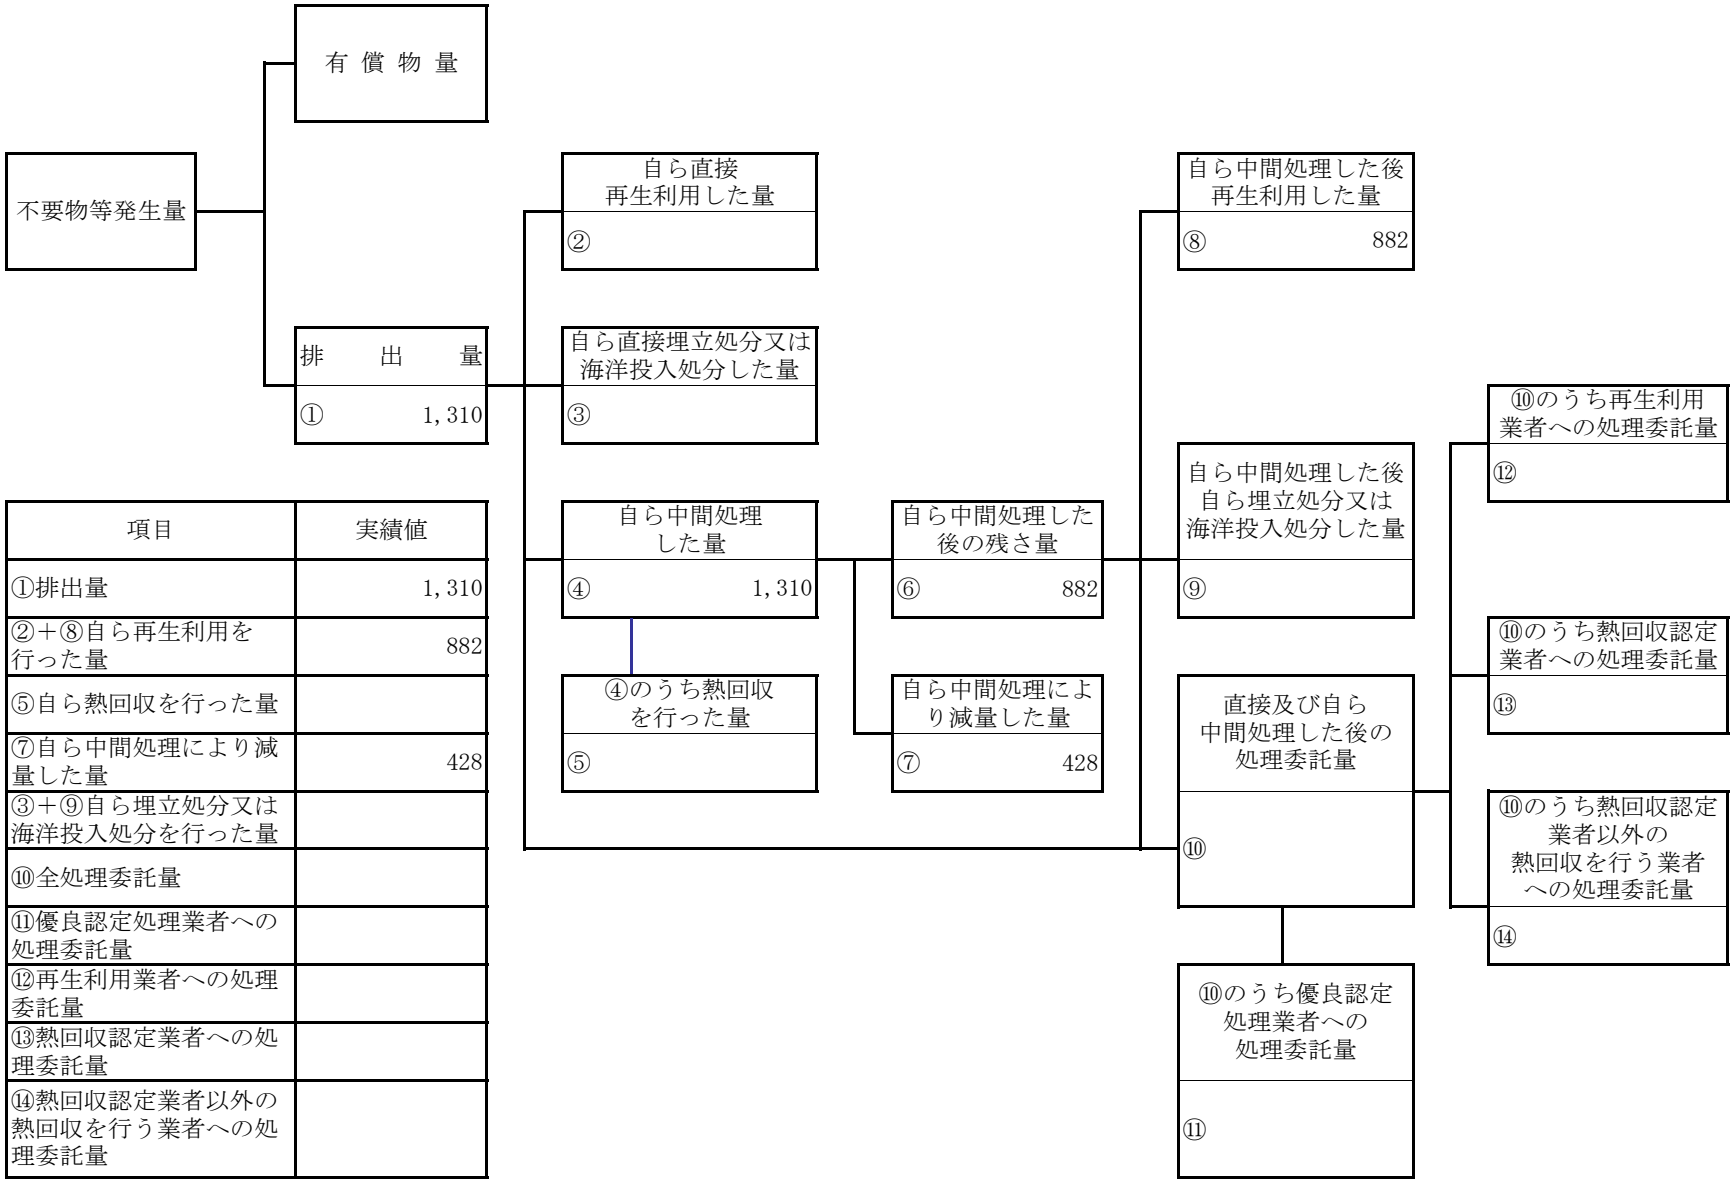 有 償 物 量
不要物等発生量
自ら直接
再生利用した量
②
自ら中間処理した後
再生利用した量
⑧ 882
排 出 量
① 1,310
自ら直接埋立処分又は
海洋投入処分した量
③
⑩のうち再生利用
業者への処理委託量
⑫
自ら中間処理した後
自ら埋立処分又は
海洋投入処分した量
⑨
自ら中間処理
した量
④ 1,310
自ら中間処理した
後の残さ量
⑥ 882
⑩のうち熱回収認定
業者への処理委託量
⑬
④のうち熱回収
を行った量
⑤
自ら中間処理によ
り減量した量
⑦ 428
直接及び自ら
中間処理した後の
処理委託量
⑩
⑩のうち熱回収認定
業者以外の
熱回収を行う業者
への処理委託量
⑭
⑩のうち優良認定
処理業者への
処理委託量
⑪
項目 実績値
①排出量 1,310
②＋⑧自ら再生利用を
行った量 882
⑤自ら熱回収を行った量
⑦自ら中間処理により減
量した量 428
③＋⑨自ら埋立処分又は
海洋投入処分を行った量
⑩全処理委託量
⑪優良認定処理業者への
処理委託量
⑫再生利用業者への処理
委託量
⑬熱回収認定業者への処
理委託量
⑭熱回収認定業者以外の
熱回収を行う業者への処
理委託量